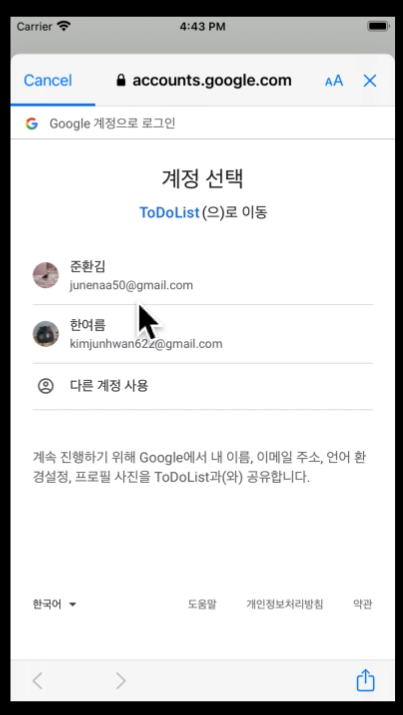 Carrier 4:43 PM
Cancel accounts.google.com AA
Google 계정으로 로그인
계정 선택
ToDoList(으)로 이동
준환김
junenaa50@gmail.com
한여름
kimjunhwan622@gmail.com
다른 계정 사용
계속 진행하기 위해 Google에서 내 이름, 이메일 주소, 언어 환
경설정, 프로필 사진을 ToDoList과(와) 공유합니다.
한국어 도움말 개인정보처리방침 약관